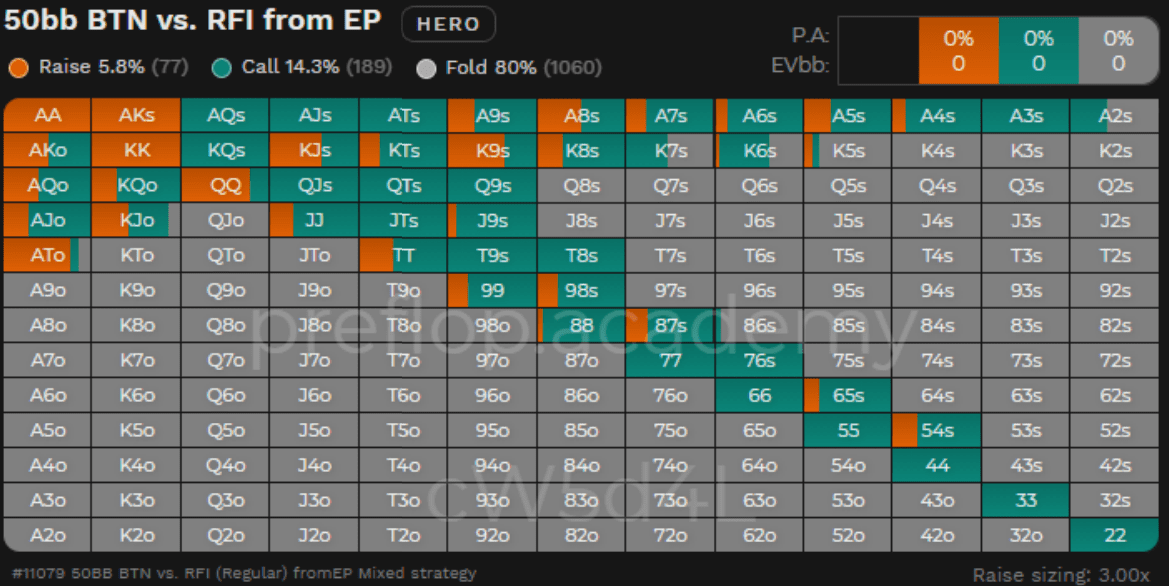 50bb BTN vs. RFI from EP HERO
P.A: 0% 0% 0%
Raise 5.8% (77) Call 14.3% (189) Fold 80% (1060)
EVbb: 0 0 0
AA AKs AQs AJs ATs A9s A8s A7s A6s A5s A4s A3s A2s
AKo KK KQs KJs KTs K9s K8s K7s K6s K5s K4s K3s K2s
AQo KQo QQ QJs QTs Q9s Q8s Q7s Q6s Q5s Q4s Q3s Q2s
AJo KJo QJo JJ JTs J9s J8s J7s J6s J5s J4s J3s J2s
ATo KTo QTo JTo TT T9s T8s T7s T6s T5s T4s T3s T2s
A9o K9o Q9o J9o T9o 99 98s 97s 96s 95s 94s 93s 92s
A8o K8o Q8o J8o T8o 98o 88 87s 86s 85s 84s 83s 82s
preflop.academy
A7o K7o Q7o J7o T7o 97o 87o 77 76s 75s 74s 73s 72s
A6o K6o Q6o J6o T6o 96o 86o 76o 66 65s 64s 63s 62s
A5o K5o Q5o J5o T5o 95o 85o 75o 65o 55 54s 53s 52s
A4o K4o Q4o J4o T4o 94o 84o 74o 64o 54o 44 43s 42s
A3o K3o Q3o J3o T3o 93o 83o 73o 63o 53o 43o 33 32s
cW5d4L
A2o K2o Q2o J2o T2o 92o 82o 72o 62o 52o 42o 32o 22
#11079 50BB BTN vs. RFI (Regular) fromEP Mixed strategy
Raise sizing: 3.00x